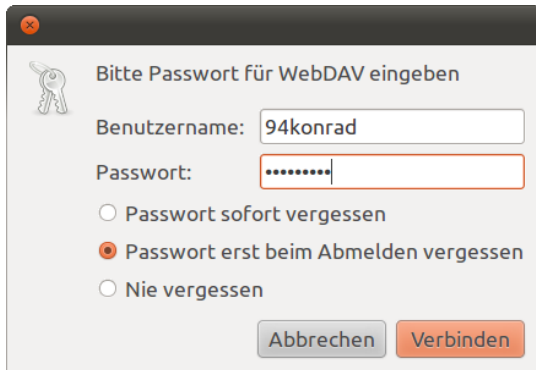 Bitte Passwort für WebDAV eingeben
Benutzername: 94konrad
Passwort: •••••••••
Passwort sofort vergessen
Passwort erst beim Abmelden vergessen
Nie vergessen
Abbrechen Verbinden